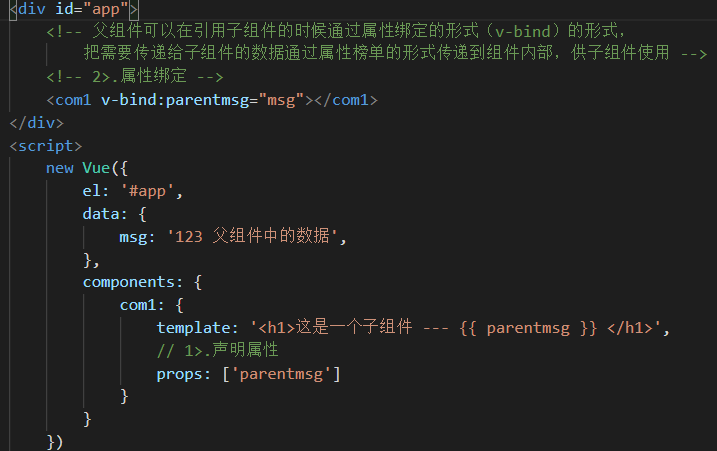 <div id="app">
    <!-- 父组件可以在引用子组件的时候通过属性绑定的形式（v-bind）的形式，
        把需要传递给子组件的数据通过属性榜单的形式传递到组件内部，供子组件使用 -->
    <!-- 2>.属性绑定 -->
    <com1 v-bind:parentmsg="msg"></com1>
</div>
<script>
    new Vue({
        el: '#app',
        data: {
            msg: '123 父组件中的数据',
        },
        components: {
            com1: {
                template: '<h1>这是一个子组件 --- {{ parentmsg }} </h1>',
                // 1>.声明属性
                props: ['parentmsg']
            }
        }
    })